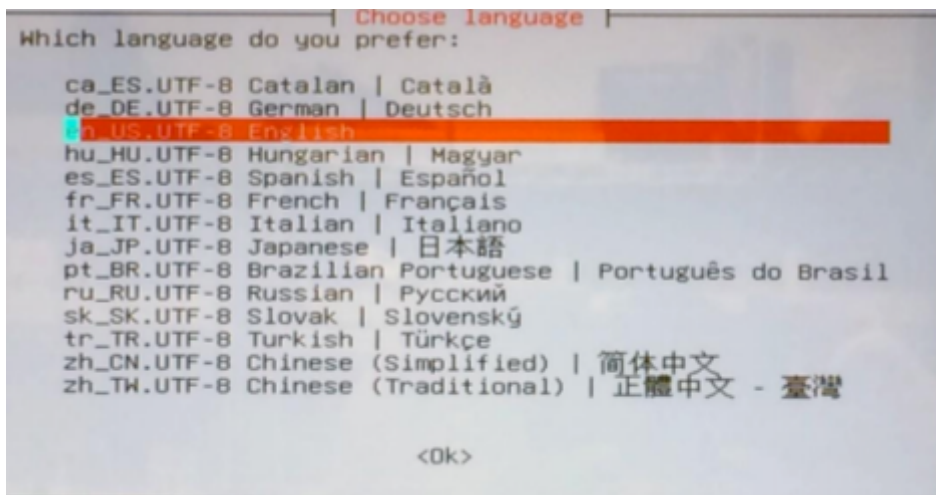 Choose language
Which language do you prefer:
ca_ES.UTF-8 Catalan | Català
de_DE.UTF-8 German | Deutsch
en_US.UTF-8 English
hu_HU.UTF-8 Hungarian | Magyar
es_ES.UTF-8 Spanish | Español
fr_FR.UTF-8 French | Français
it_IT.UTF-8 Italian | Italiano
ja_JP.UTF-8 Japanese | 日本語
pt_BR.UTF-8 Brazilian Portuguese | Português do Brasil
ru_RU.UTF-8 Russian | Русский
sk_SK.UTF-8 Slovak | Slovenský
tr_TR.UTF-8 Turkish | Türkçe
zh_CN.UTF-8 Chinese (Simplified) | 简体中文
zh_TW.UTF-8 Chinese (Traditional) | 正體中文 - 臺灣
<Ok>